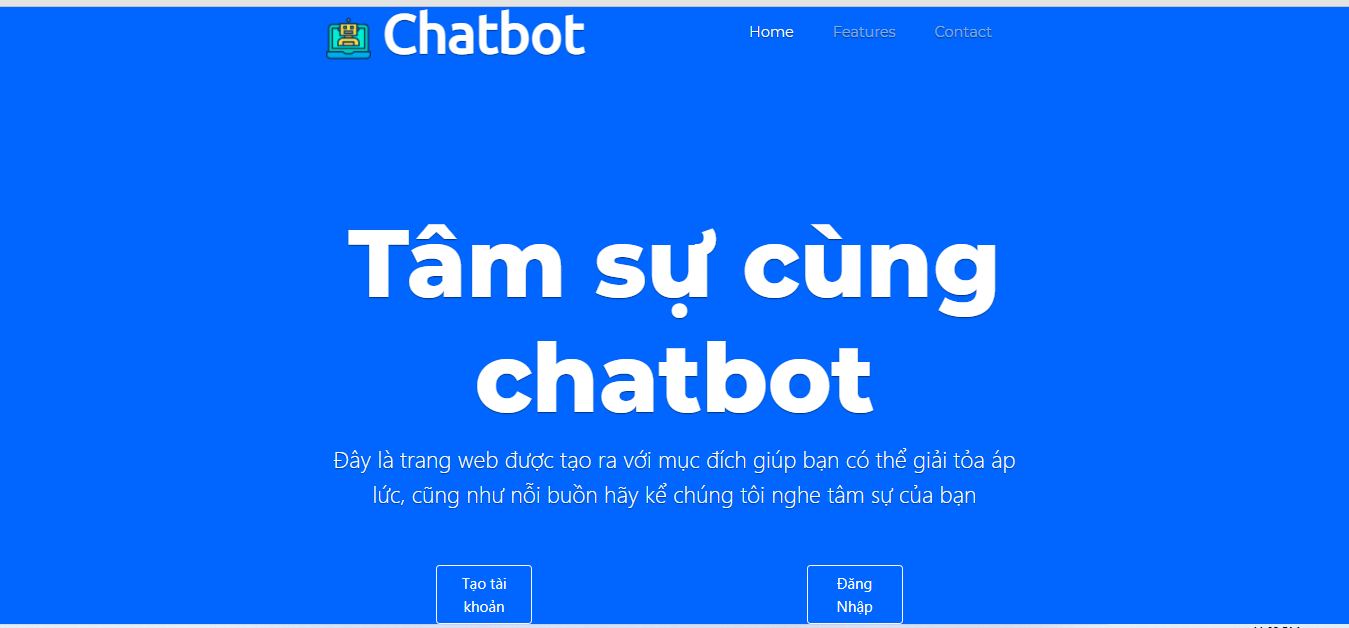 Chatbot
Home
Features
Contact
Tâm sự cùng
chatbot
Đây là trang web được tạo ra với mục đích giúp bạn có thể giải tỏa áp
lức, cũng như nỗi buồn hãy kể chúng tôi nghe tâm sự của bạn
Tạo tài
khoản
Đăng
Nhập